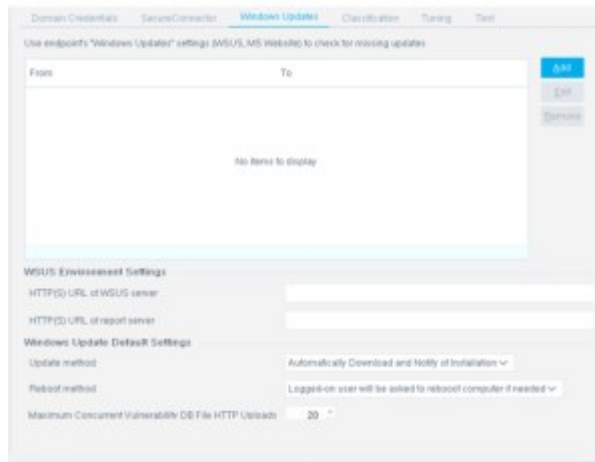 Domain Credentials SecureConnector Windows Updates Classification Tuning Test
Use endpoint's "Windows Updates" settings (WSUS, MS Website) to check for missing updates
From To
Add
Edit
Remove
No items to display
WSUS Environment Settings
HTTP(S) URL of WSUS server
HTTP(S) URL of report server
Windows Update Default Settings
Update method Automatically Download and Notify of Installation
Reboot method Logged-on user will be asked to reboot computer if needed
Maximum Concurrent Vulnerability DB File HTTP Uploads 20